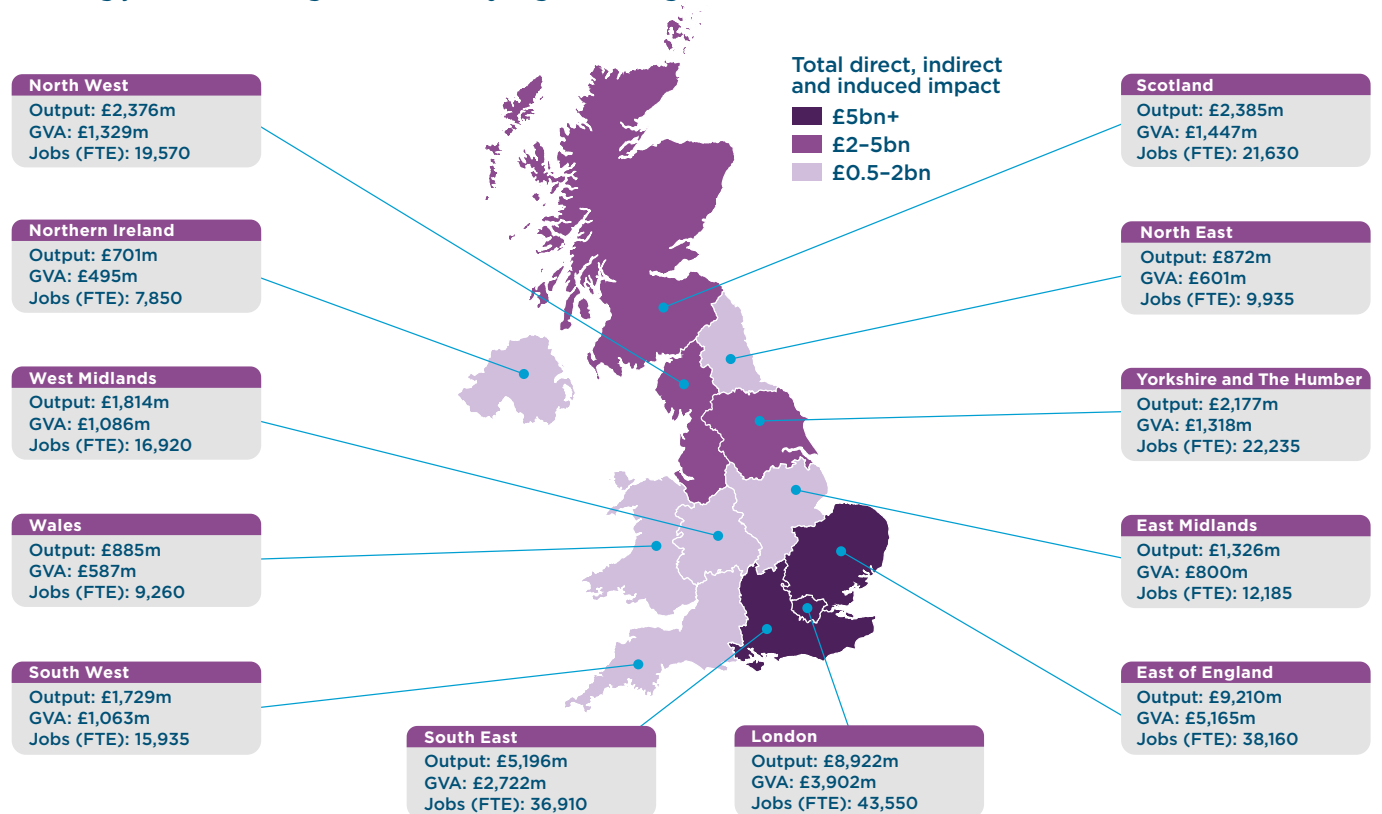 North West
Output: £2,376m
GVA: £1,329m
Jobs (FTE): 19,570
Northern Ireland
Output: £701m
GVA: £495m
Jobs (FTE): 7,850
West Midlands
Output: £1,814m
GVA: £1,086m
Jobs (FTE): 16,920
Wales
Output: £885m
GVA: £587m
Jobs (FTE): 9,260
South West
Output: £1,729m
GVA: £1,063m
Jobs (FTE): 15,935
Total direct, indirect
and induced impact
£5bn+
£2–5bn
£0.5–2bn
South East
Output: £5,196m
GVA: £2,722m
Jobs (FTE): 36,910
London
Output: £8,922m
GVA: £3,902m
Jobs (FTE): 43,550
Scotland
Output: £2,385m
GVA: £1,447m
Jobs (FTE): 21,630
North East
Output: £872m
GVA: £601m
Jobs (FTE): 9,935
Yorkshire and The Humber
Output: £2,177m
GVA: £1,318m
Jobs (FTE): 22,235
East Midlands
Output: £1,326m
GVA: £800m
Jobs (FTE): 12,185
East of England
Output: £9,210m
GVA: £5,165m
Jobs (FTE): 38,160